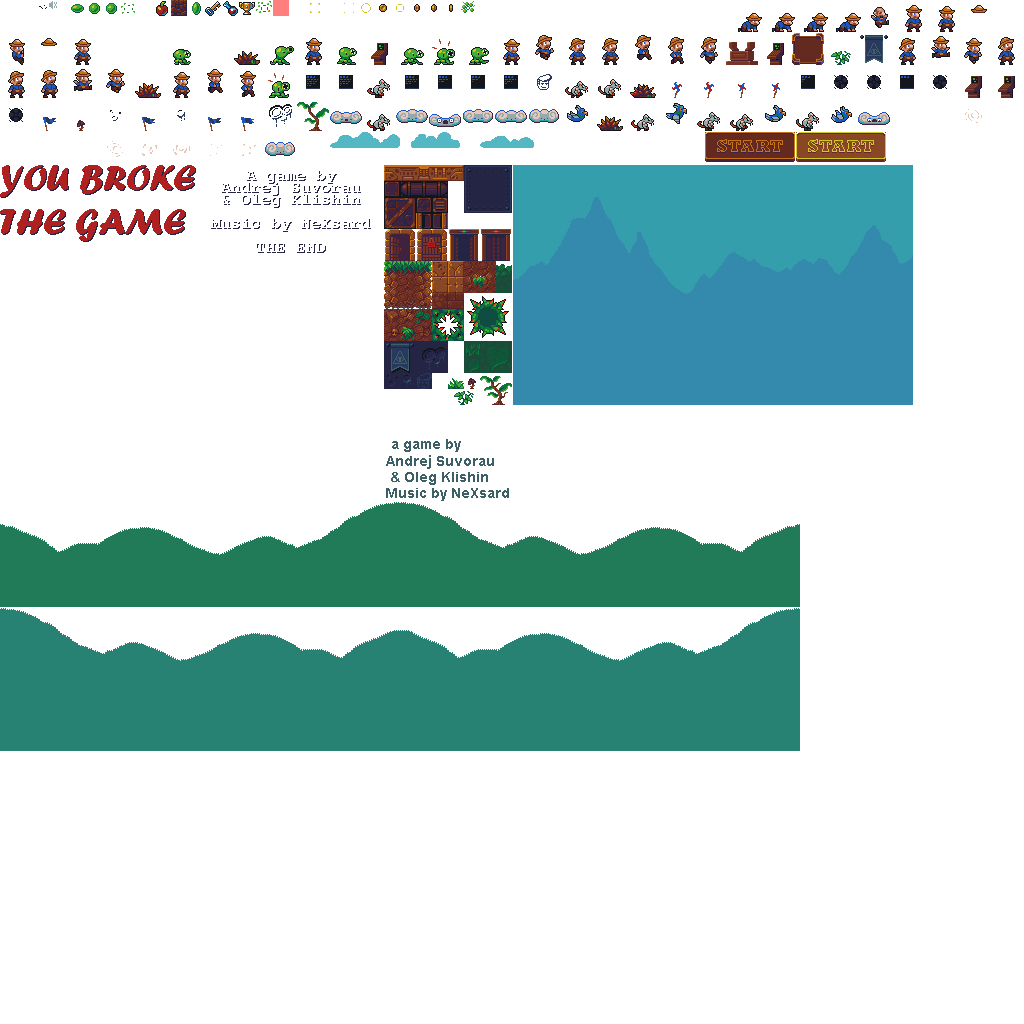 START
START
YOU BROKE
THE GAME
A game by
Andrej Suvorau
& Oleg Klishin
Music by NeXsard
THE END
a game by
Andrej Suvorau
& Oleg Klishin
Music by NeXsard